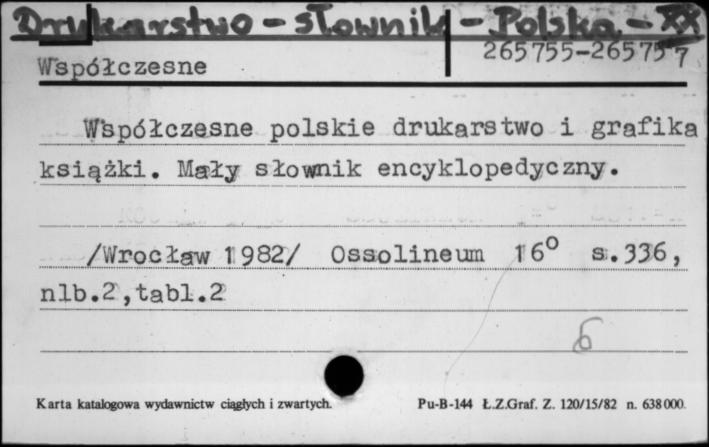 Drukarstwo - słownik - Polska - XX
265755-265757
Współczesne
Współczesne polskie drukarstwo i grafika
książki. Mały słownik encyklopedyczny.
/Wrocław 1982/ Ossolineum 16° s.336,
nlb.2,tabl.2
6
Karta katalogowa wydawnictw ciągłych i zwartych. Pu-B-144 Ł.Z.Graf. Z. 120/15/82 n. 638000.